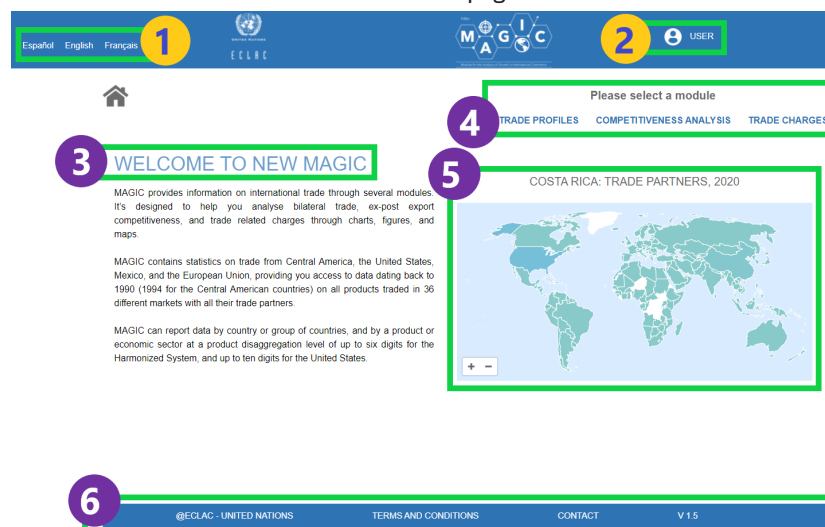 Español English Français
1
UNITED NATIONS
ECLAC
M A G I C
2
USER
Please select a module
4
TRADE PROFILES COMPETITIVENESS ANALYSIS TRADE CHARGES
3
WELCOME TO NEW MAGIC
5
COSTA RICA: TRADE PARTNERS, 2020
MAGIC provides information on international trade through several modules.
It's designed to help you analyse bilateral trade, ex-post export
competitiveness, and trade related charges through charts, figures, and
maps.
MAGIC contains statistics on trade from Central America, the United States,
Mexico, and the European Union, providing you access to data dating back to
1990 (1994 for the Central American countries) on all products traded in 36
different markets with all their trade partners.
MAGIC can report data by country or group of countries, and by a product or
economic sector at a product disaggregation level of up to six digits for the
Harmonized System, and up to ten digits for the United States.
+ −
6
@ECLAC - UNITED NATIONS TERMS AND CONDITIONS CONTACT V 1.5